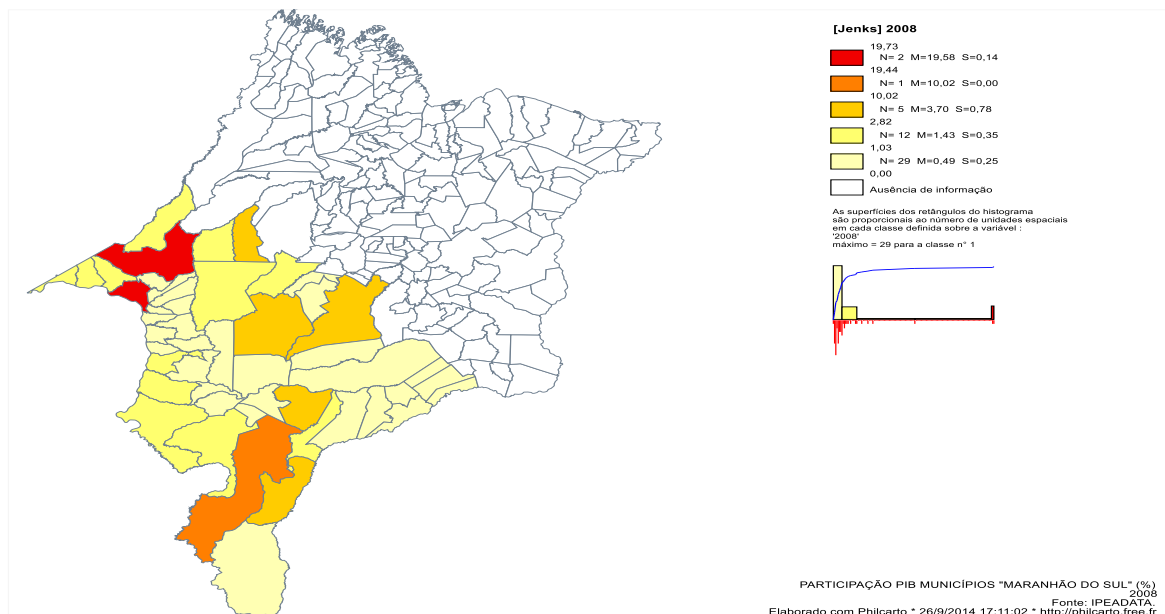 [Jenks] 2008
19,73
N= 2 M=19,58 S=0,14
19,44
N= 1 M=10,02 S=0,00
10,02
N= 5 M=3,70 S=0,78
2,82
N= 12 M=1,43 S=0,35
1,03
N= 29 M=0,49 S=0,25
0,00
Ausência de informação
As superfícies dos retângulos do histograma
são proporcionais ao número de unidades espaciais
em cada classe definida sobre a variável :
'2008'
máximo = 29 para a classe n° 1
PARTICIPAÇÃO PIB MUNICÍPIOS "MARANHÃO DO SUL" (%)
2008
Fonte: IPEADATA.
Elaborado com Philcarto * 26/9/2014 17:11:02 * http://philcarto.free.fr